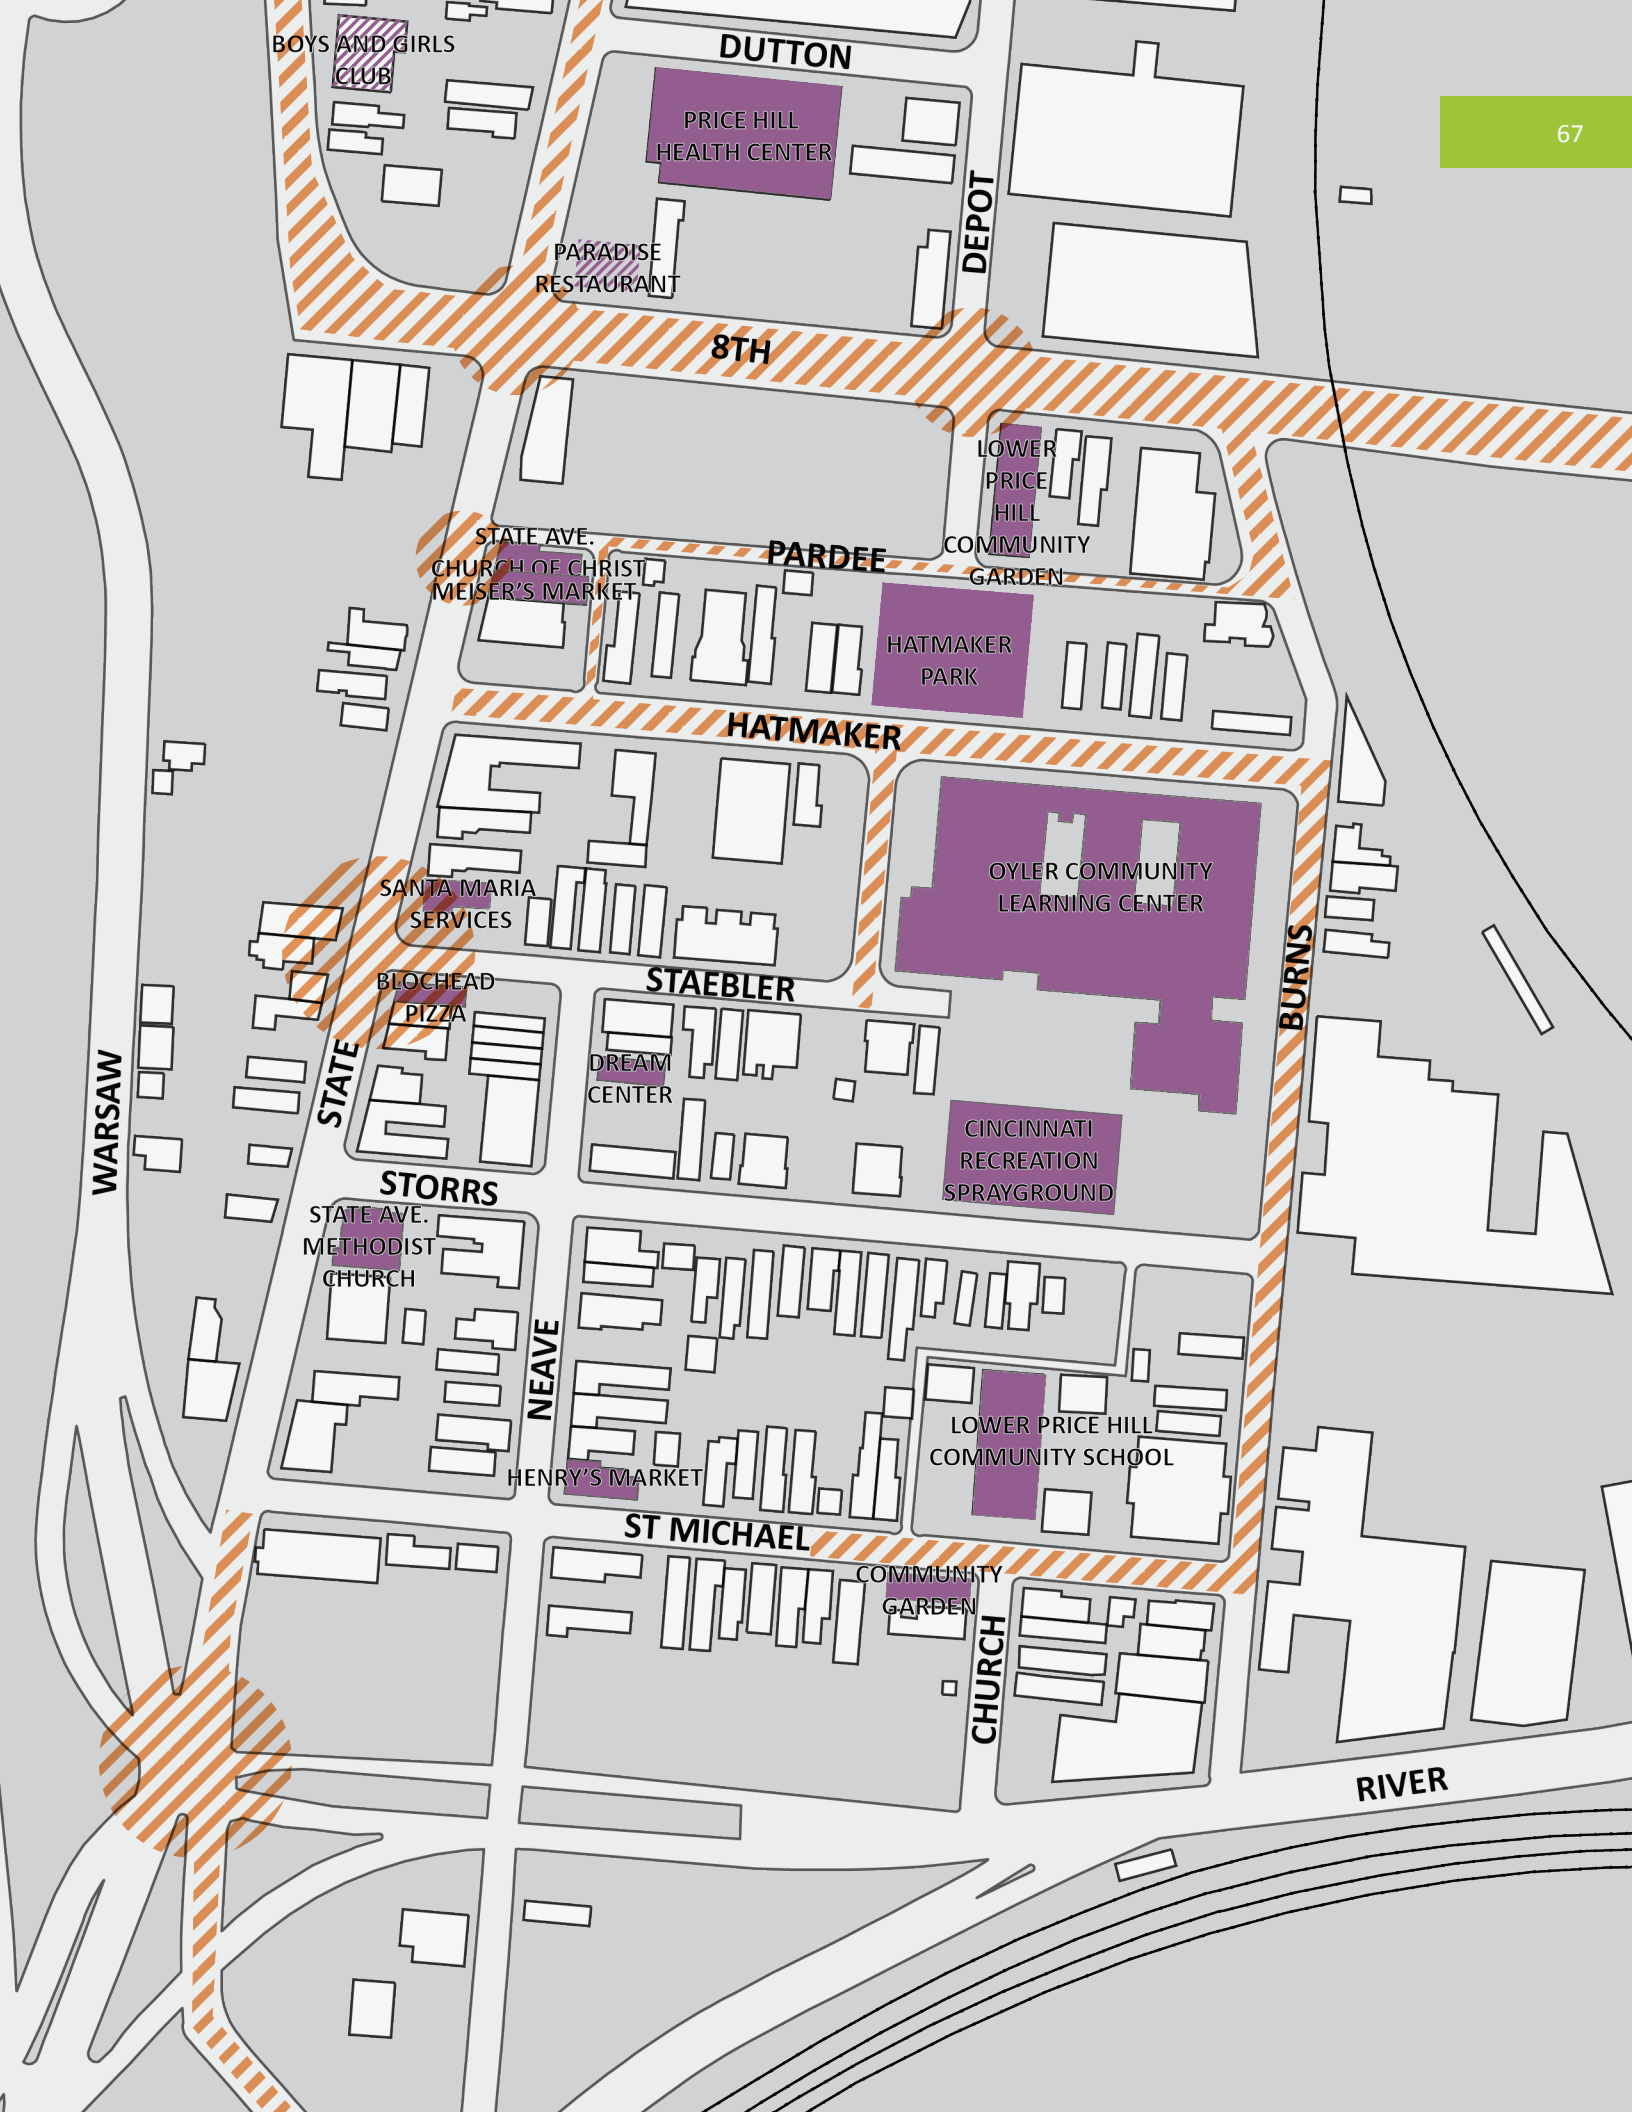 BOYS AND GIRLS
CLUB
DUTTON
PRICE HILL
HEALTH CENTER
67
DEPOT
PARADISE
RESTAURANT
8TH
LOWER
PRICE
HILL
COMMUNITY
GARDEN
STATE AVE.
CHURCH OF CHRIST
MEISER'S MARKET
PARDEE
HATMAKER
PARK
HATMAKER
OYLER COMMUNITY
LEARNING CENTER
SANTA MARIA
SERVICES
BURNS
BLOCHEAD
PIZZA
STAEBLER
DREAM
CENTER
STATE
WARSAW
CINCINNATI
RECREATION
SPRAYGROUND
STORRS
STATE AVE.
METHODIST
CHURCH
NEAVE
LOWER PRICE HILL
COMMUNITY SCHOOL
HENRY'S MARKET
ST MICHAEL
COMMUNITY
GARDEN
CHURCH
RIVER